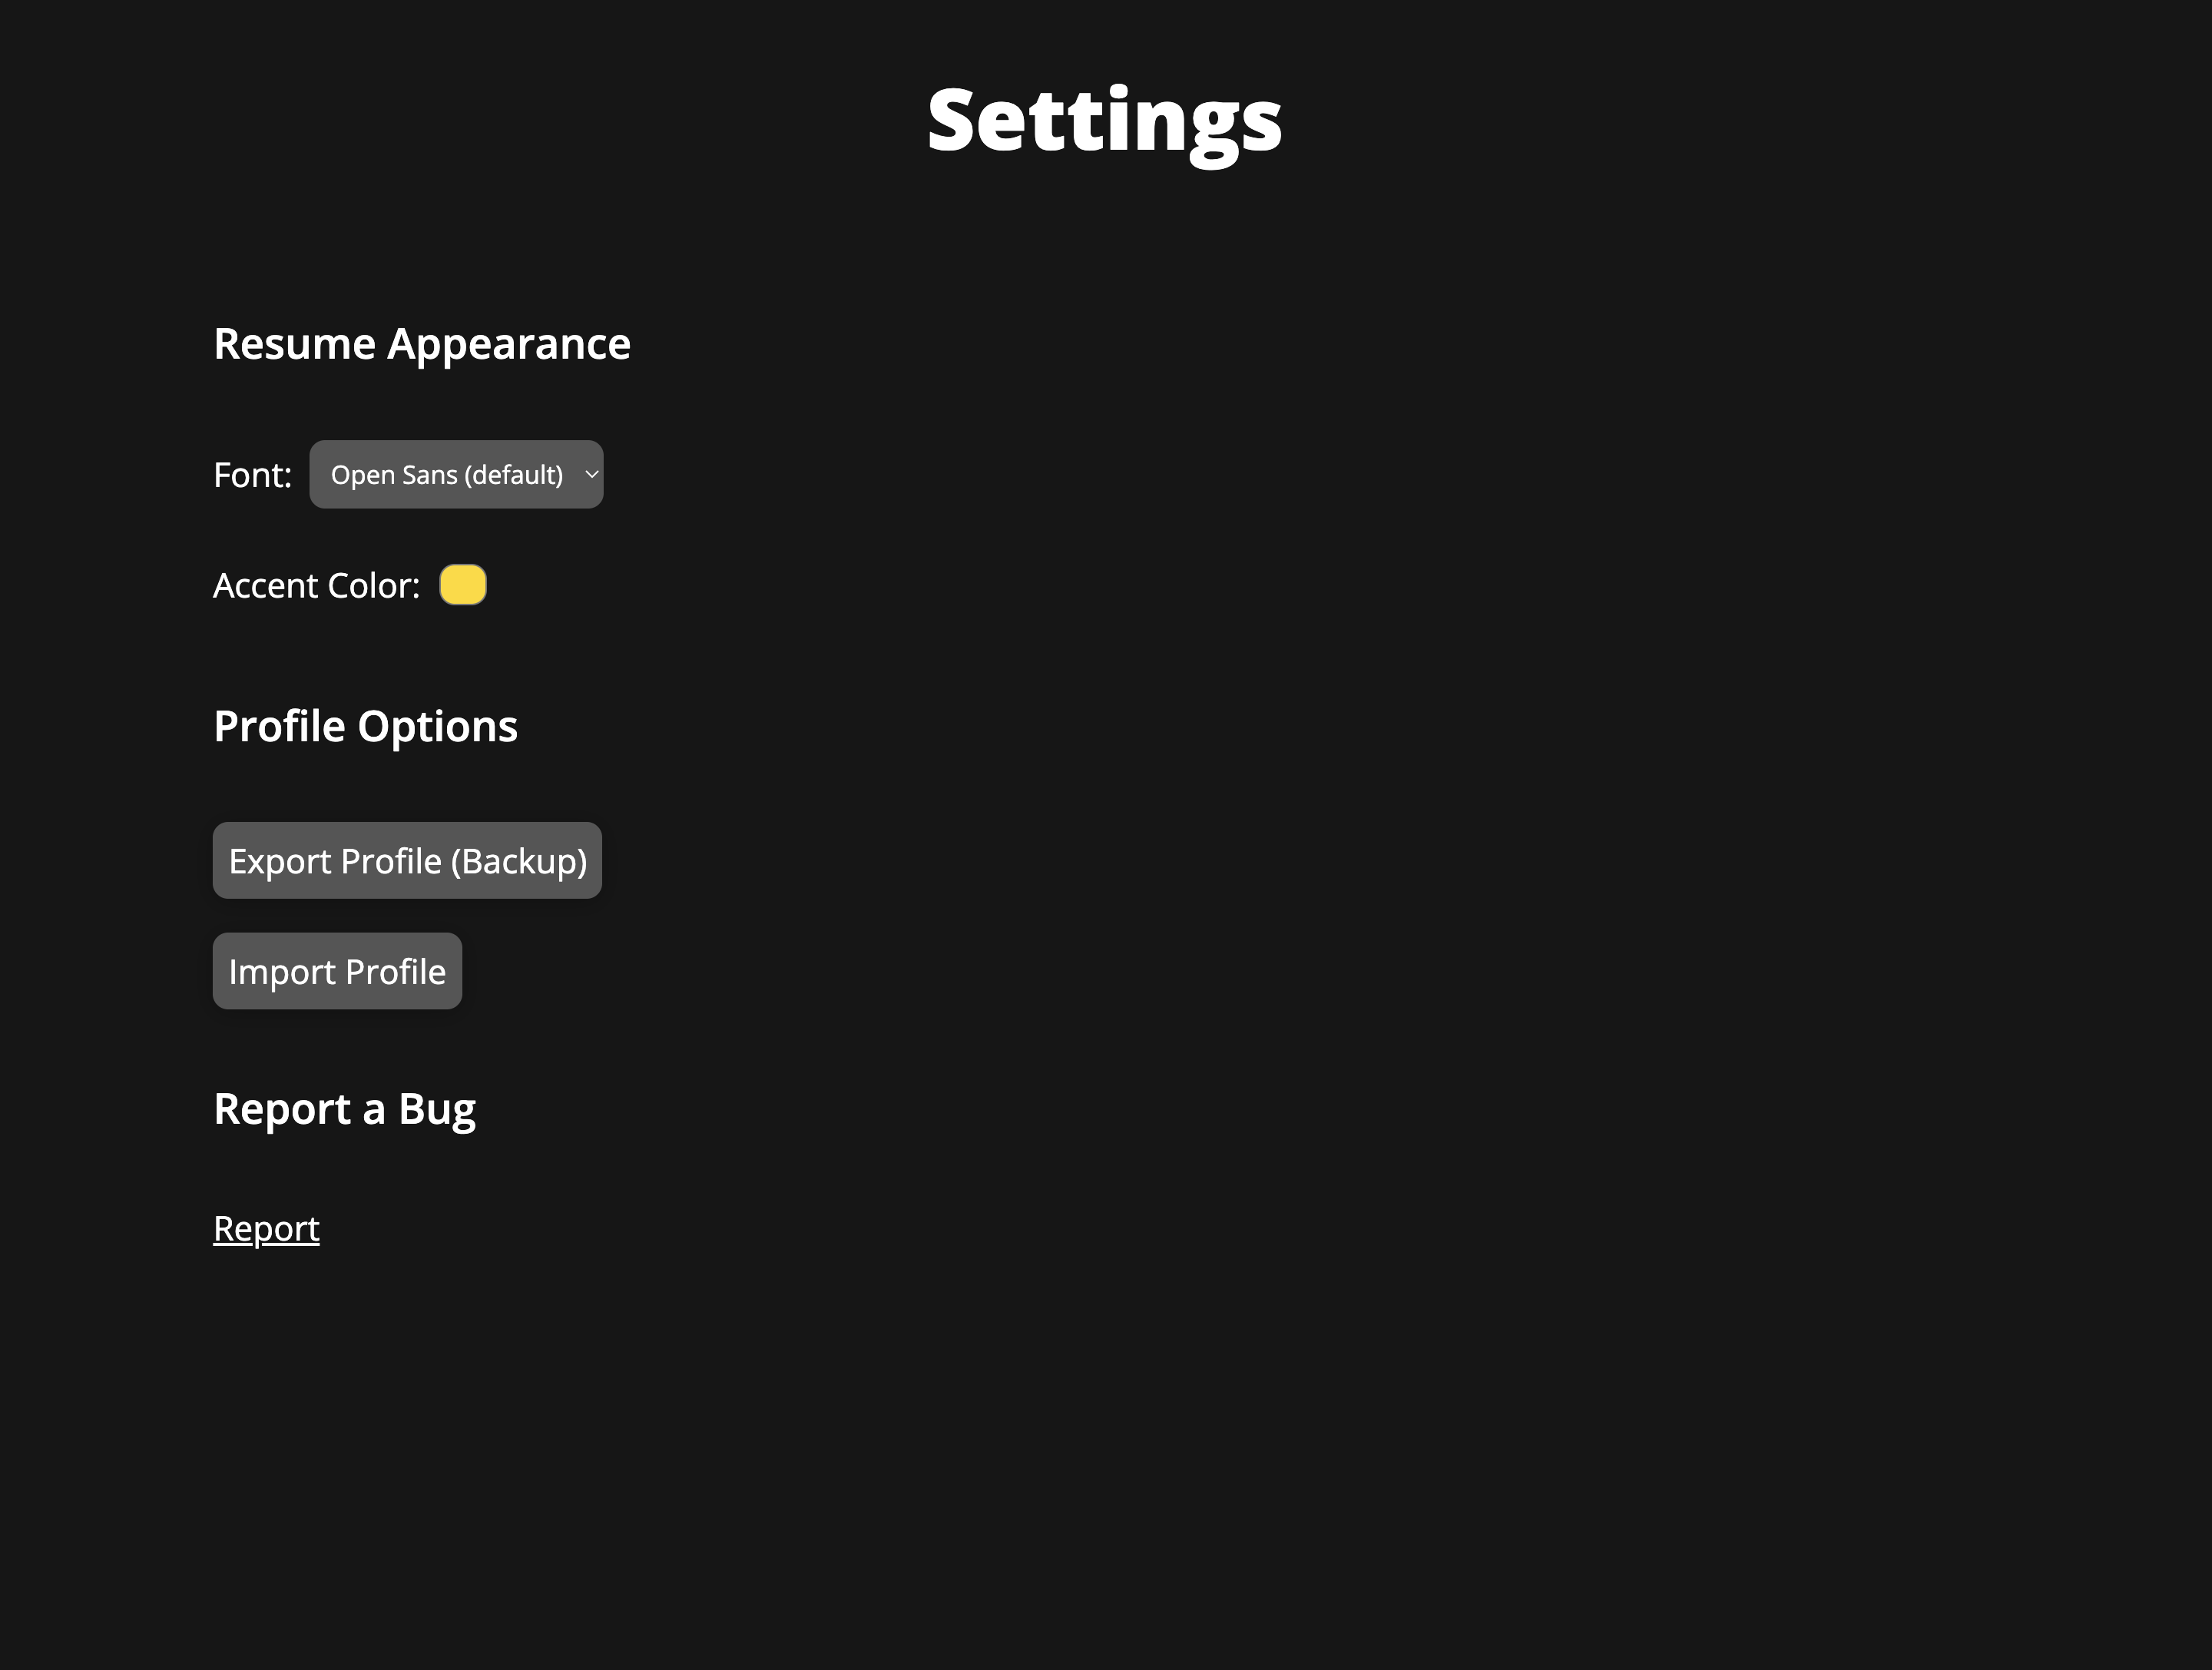 Settings
Resume Appearance
Font: Open Sans (default)
Accent Color:
Profile Options
Export Profile (Backup)
Import Profile
Report a Bug
Report